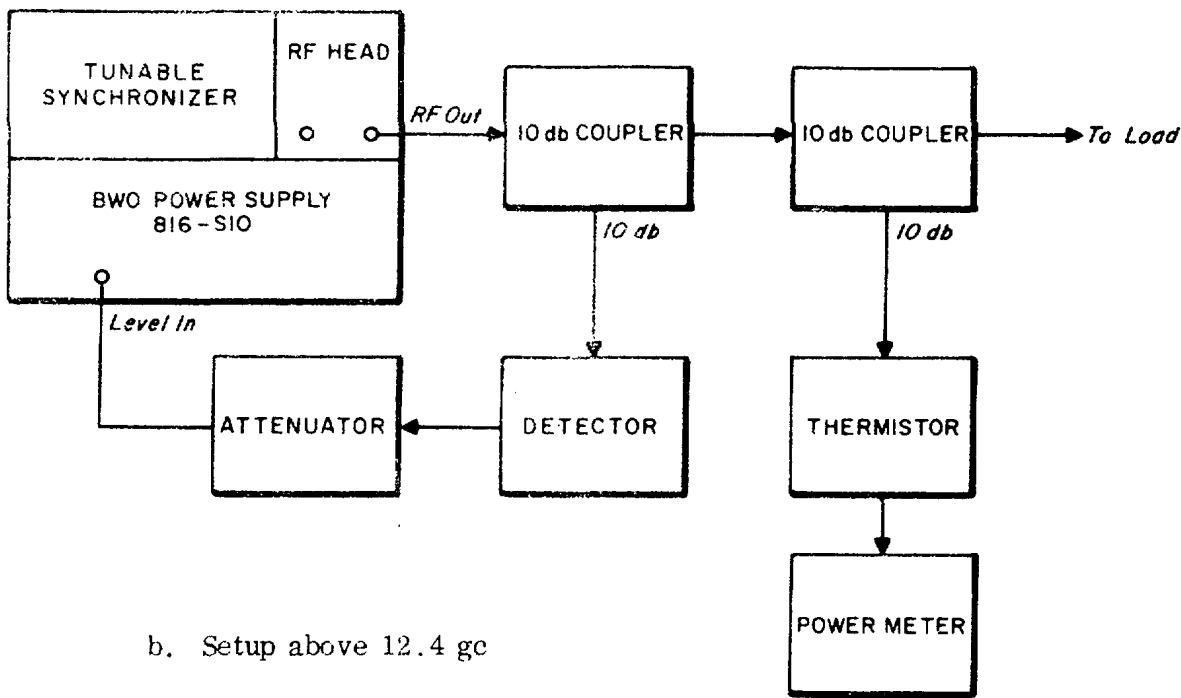 TUNABLE
SYNCHRONIZER
RF HEAD
RF Out
10 db COUPLER
10 db COUPLER
To Load
BWO POWER SUPPLY
816-S10
10 db
10 db
Level In
ATTENUATOR
DETECTOR
THERMISTOR
POWER METER
b. Setup above 12.4 gc